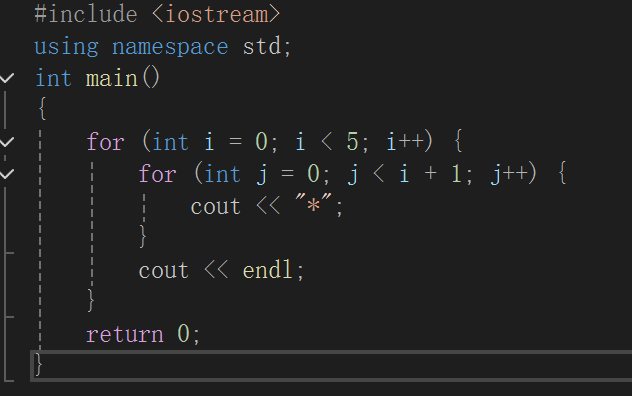 #include <iostream>
using namespace std;
int main()
{
    for (int i = 0; i < 5; i++) {
        for (int j = 0; j < i + 1; j++) {
            cout << "*";
        }
        cout << endl;
    }
    return 0;
}